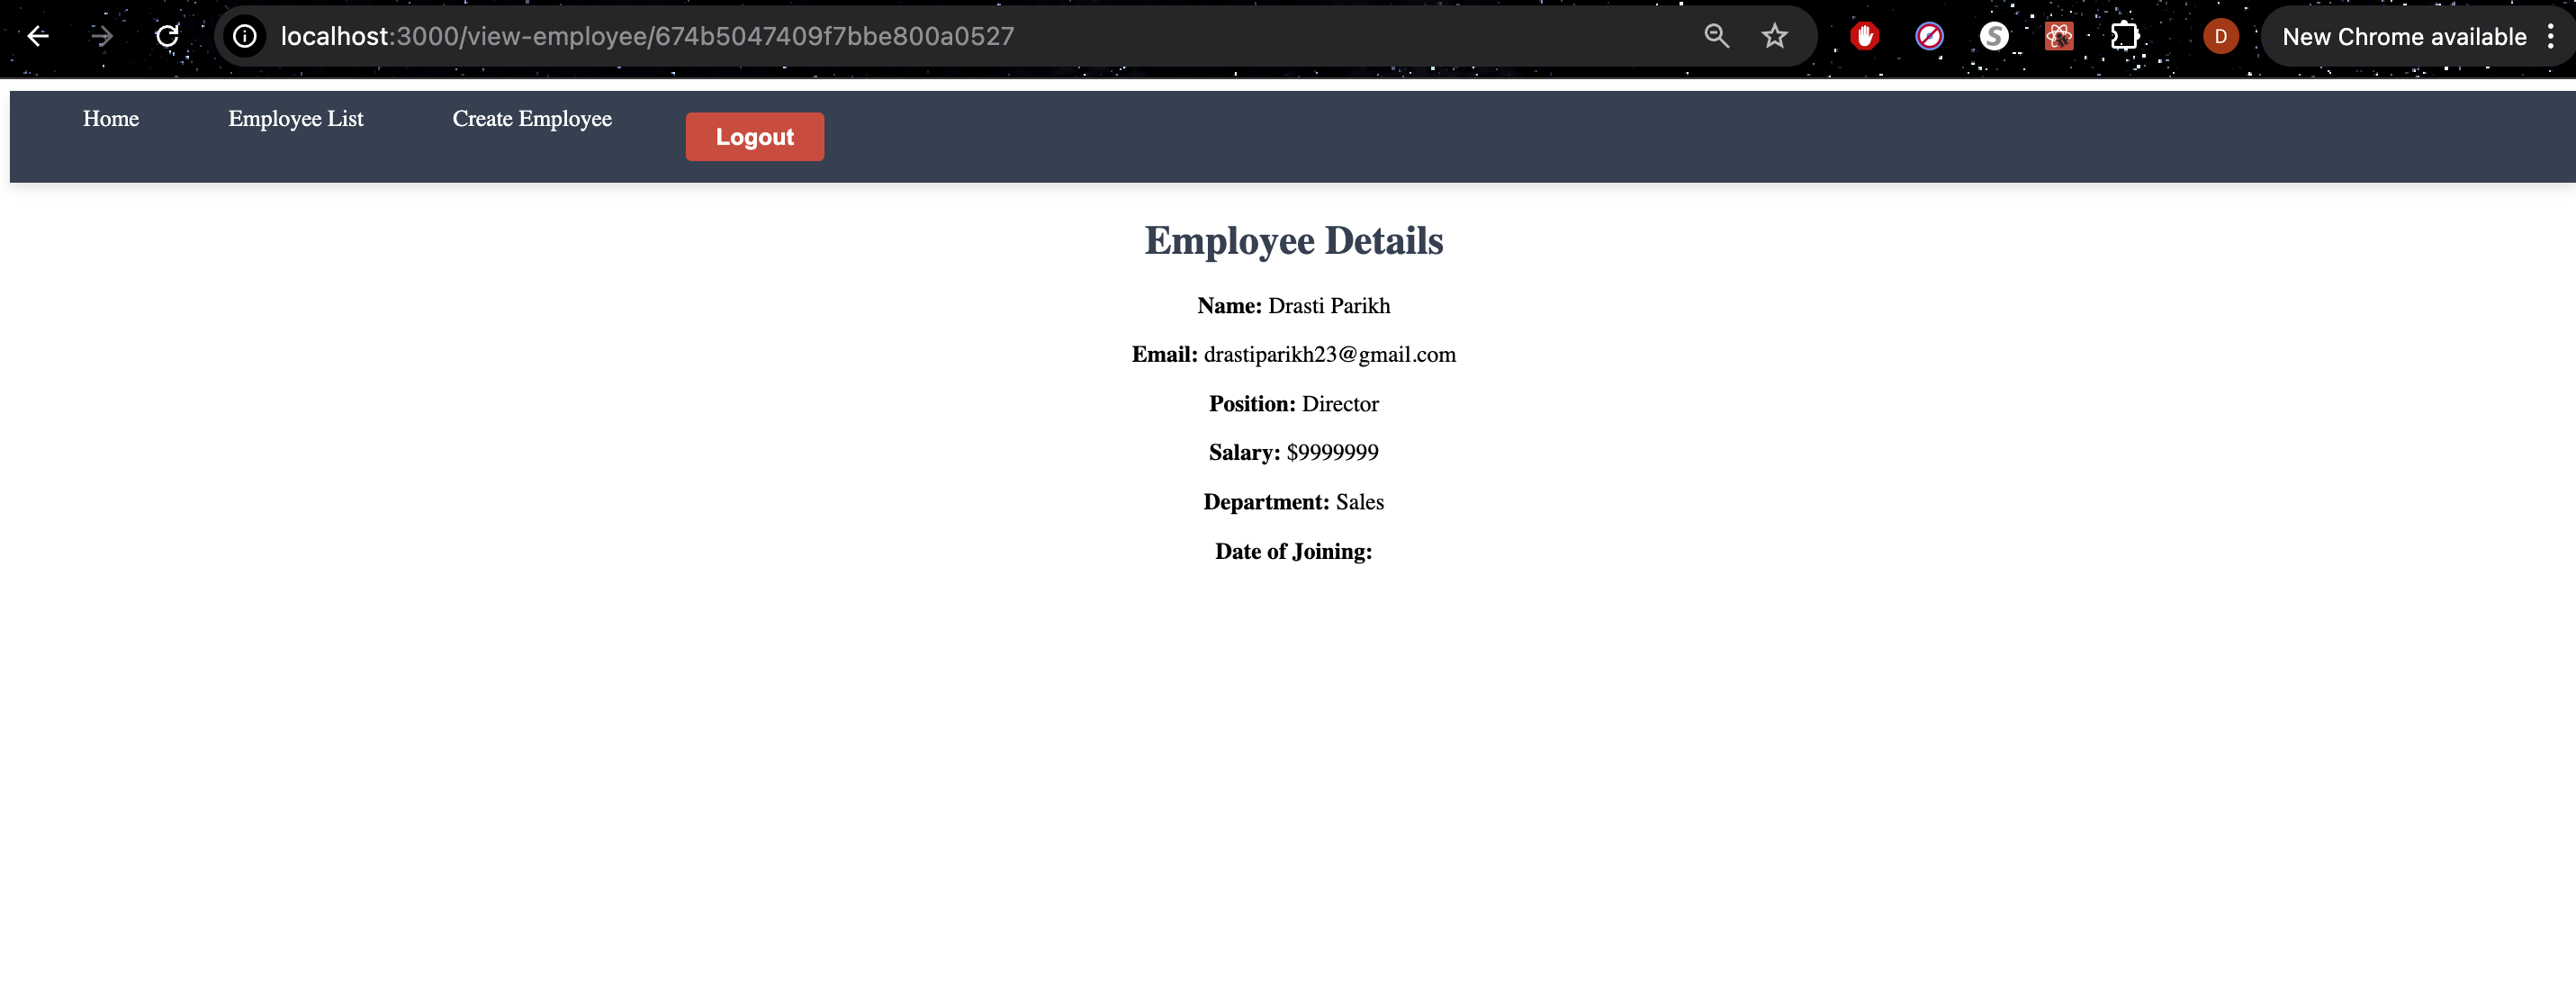 localhost:3000/view-employee/674b5047409f7bbe800a0527
S
D
New Chrome available
Home
Employee List
Create Employee
Logout
Employee Details
Name: Drasti Parikh
Email: drastiparikh23@gmail.com
Position: Director
Salary: $9999999
Department: Sales
Date of Joining: